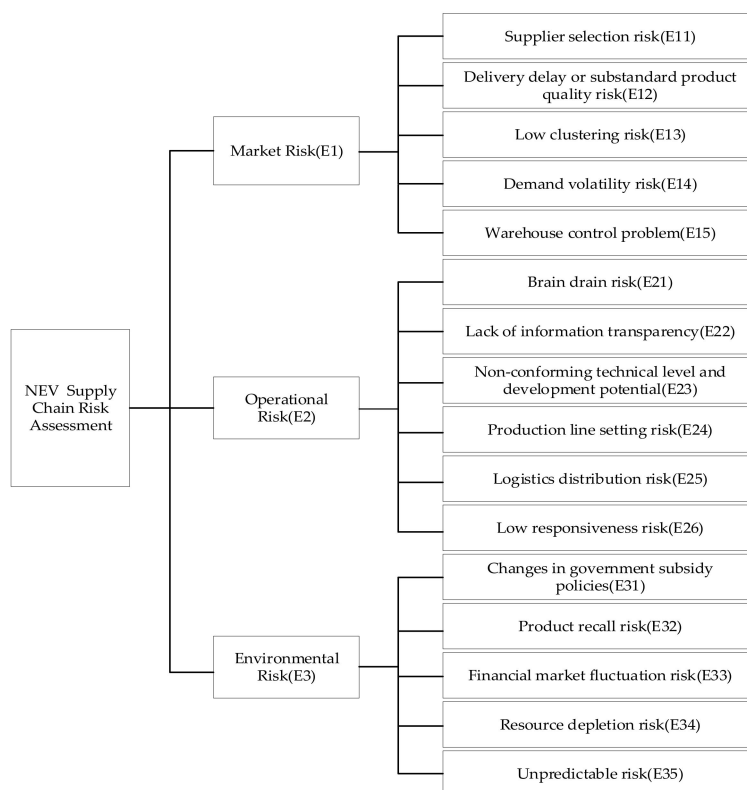 NEV Supply
Chain Risk
Assessment
Market Risk(E1)
Supplier selection risk(E11)
Delivery delay or substandard product
quality risk(E12)
Low clustering risk(E13)
Demand volatility risk(E14)
Warehouse control problem(E15)
Operational
Risk(E2)
Brain drain risk(E21)
Lack of information transparency(E22)
Non-conforming technical level and
development potential(E23)
Production line setting risk(E24)
Logistics distribution risk(E25)
Low responsiveness risk(E26)
Environmental
Risk(E3)
Changes in government subsidy
policies(E31)
Product recall risk(E32)
Financial market fluctuation risk(E33)
Resource depletion risk(E34)
Unpredictable risk(E35)